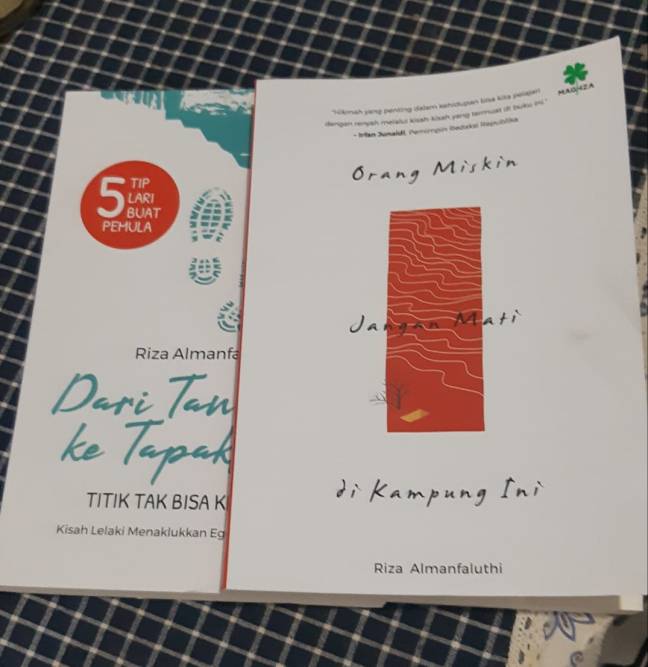 5 TIP
LARI
BUAT
PEMULA
Riza Almanfa
Dari Tan
ke Tapak
TITIK TAK BISA K
Kisah Lelaki Menaklukkan Eg
MAGHZA
"Hikmah yang penting dalam kehidupan bisa kita pelajari
dengan renyah melalui kisah-kisah yang termuat di buku ini."
- Irfan Junaidi, Pemimpin Redaksi Republika
Orang Miskin
Jangan Mati
di Kampung Ini
Riza Almanfaluthi